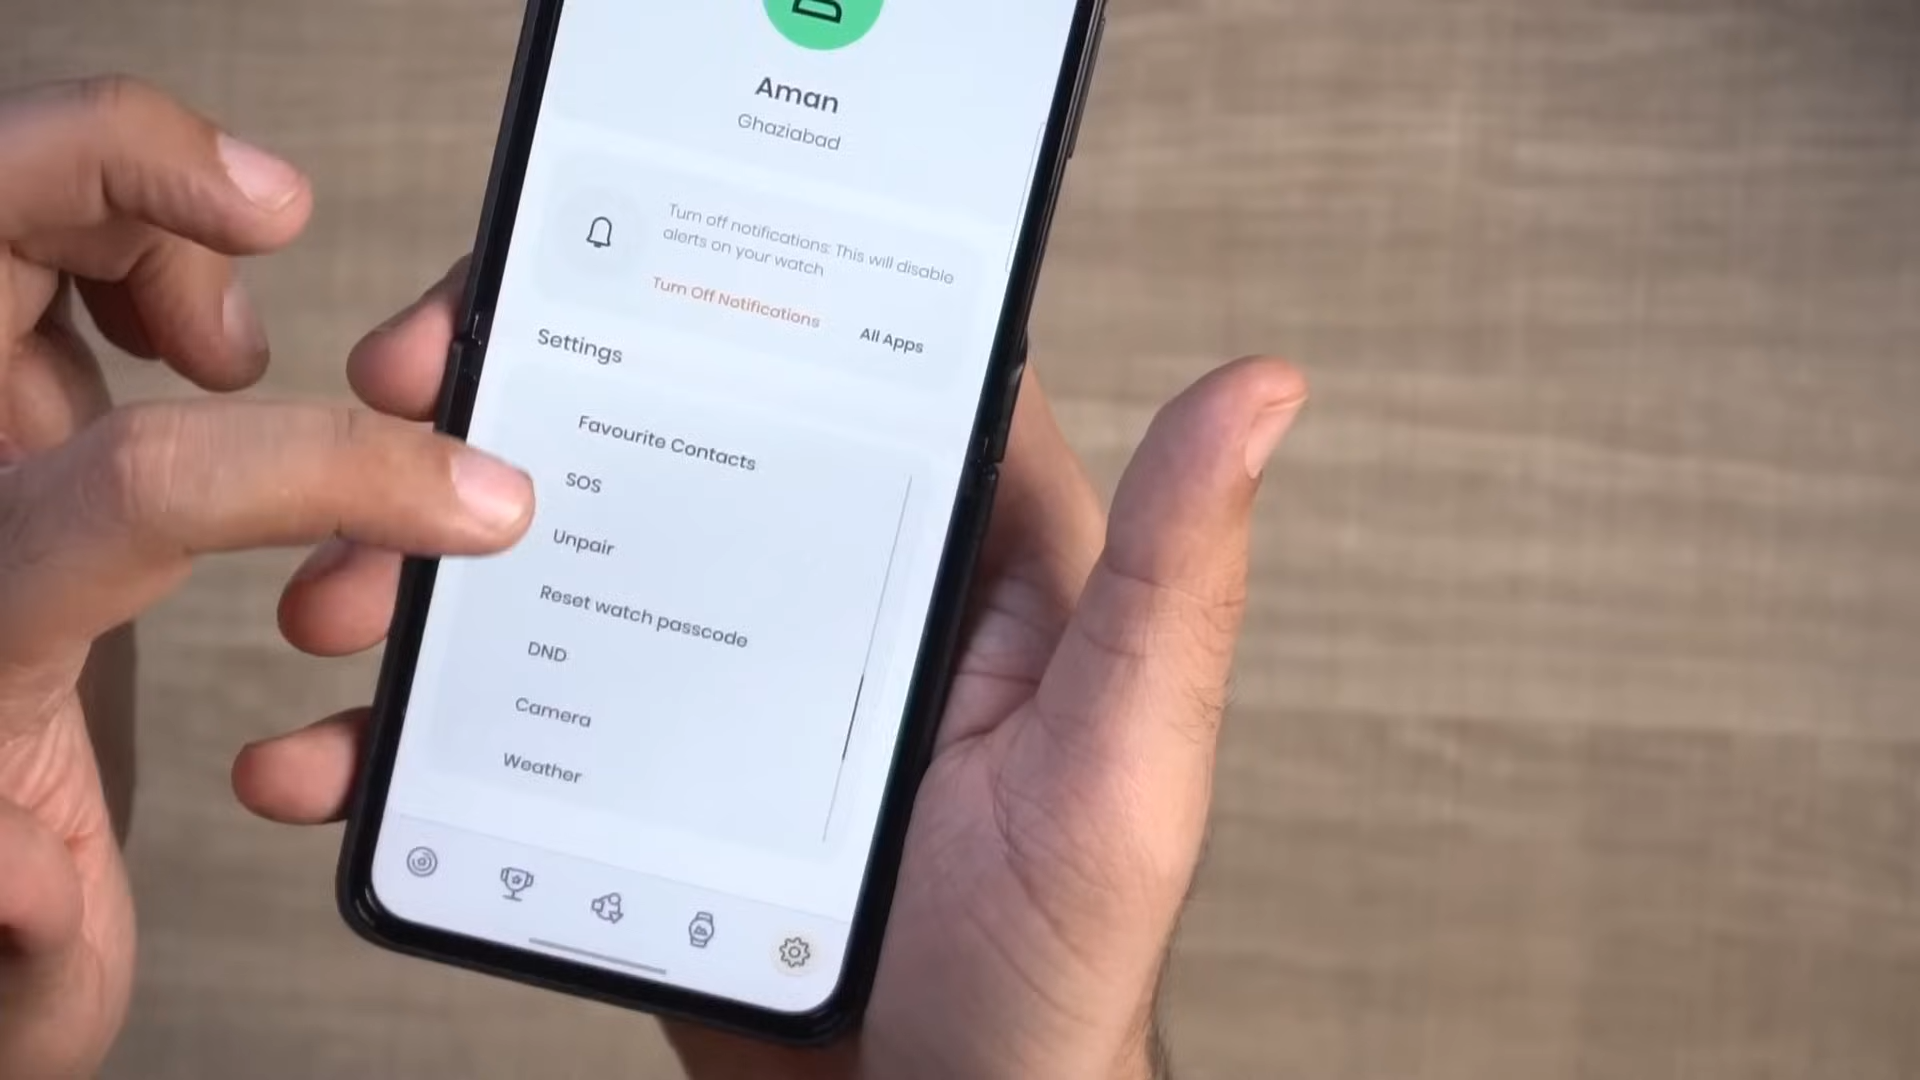 Aman
Ghaziabad
Turn off notifications: This will disable
alerts on your watch
Turn Off Notifications
All Apps
Settings
Favourite Contacts
SOS
Unpair
Reset watch passcode
DND
Camera
Weather